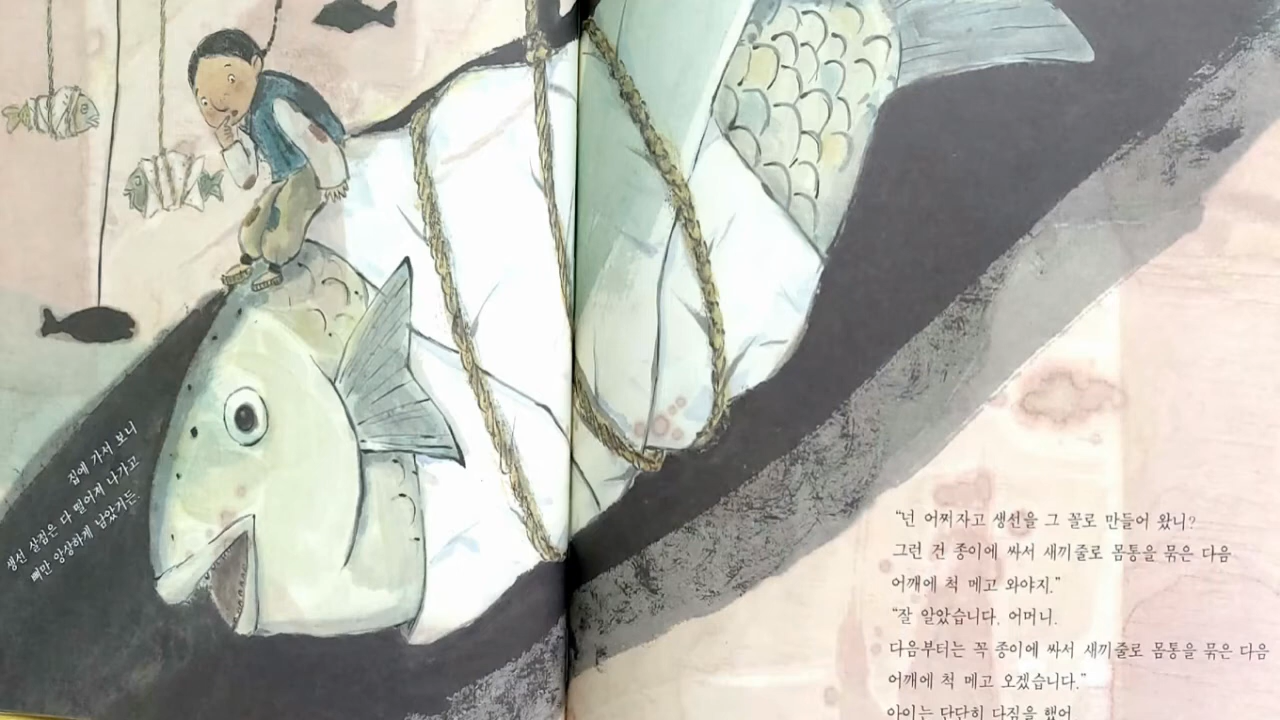 집에 가서 보니
생선 살점은 다 떨어져 나가고
뼈만 앙상하게 남았거든.
“넌 어쩌자고 생선을 그 꼴로 만들어 왔니?
그런 건 종이에 싸서 새끼줄로 몸통을 묶은 다음
어깨에 척 메고 와야지.”
“잘 알았습니다, 어머니.
다음부터는 꼭 종이에 싸서 새끼줄로 몸통을 묶은 다음
어깨에 척 메고 오겠습니다.”
아이는 단단히 다짐을 했어